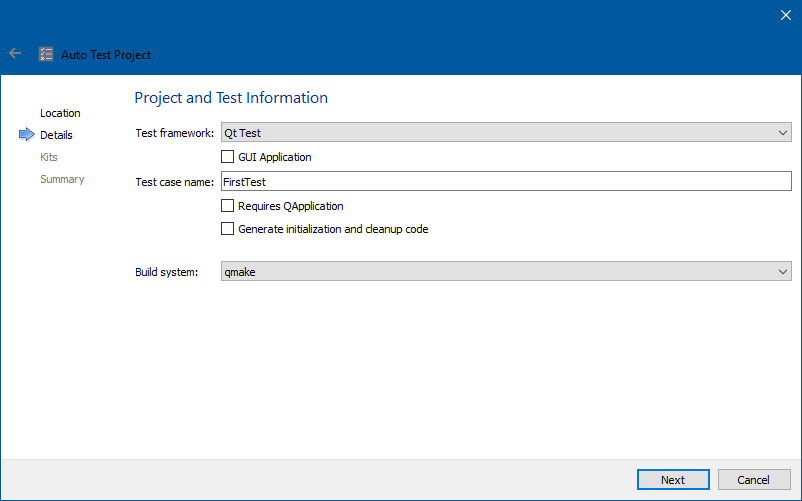 Auto Test Project
Project and Test Information
Location
Details
Kits
Summary
Test framework: Qt Test
GUI Application
Test case name: FirstTest
Requires QApplication
Generate initialization and cleanup code
Build system: qmake
Next Cancel